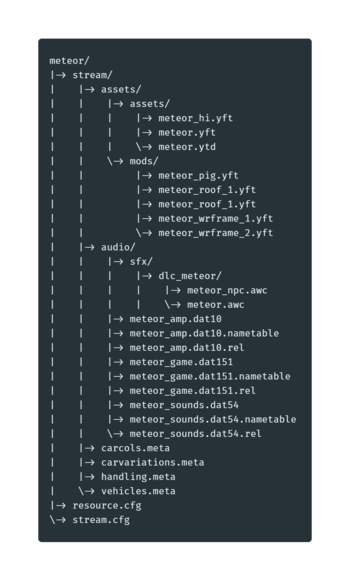 meteor/
|→ stream/
|    |→ assets/
|    |    |→ assets/
|    |    |    |→ meteor_hi.yft
|    |    |    |→ meteor.yft
|    |    |    \→ meteor.ytd
|    |    \→ mods/
|    |         |→ meteor_pig.yft
|    |         |→ meteor_roof_1.yft
|    |         |→ meteor_roof_1.yft
|    |         |→ meteor_wrframe_1.yft
|    |         \→ meteor_wrframe_2.yft
|    |→ audio/
|    |    |→ sfx/
|    |    |    |→ dlc_meteor/
|    |    |         |→ meteor_npc.awc
|    |    |         \→ meteor.awc
|    |    |→ meteor_amp.dat10
|    |    |→ meteor_amp.dat10.nametable
|    |    |→ meteor_amp.dat10.rel
|    |    |→ meteor_game.dat151
|    |    |→ meteor_game.dat151.nametable
|    |    |→ meteor_game.dat151.rel
|    |    |→ meteor_sounds.dat54
|    |    |→ meteor_sounds.dat54.nametable
|    |    \→ meteor_sounds.dat54.rel
|    |→ carcols.meta
|    |→ carvariations.meta
|    |→ handling.meta
|    \→ vehicles.meta
|→ resource.cfg
\→ stream.cfg